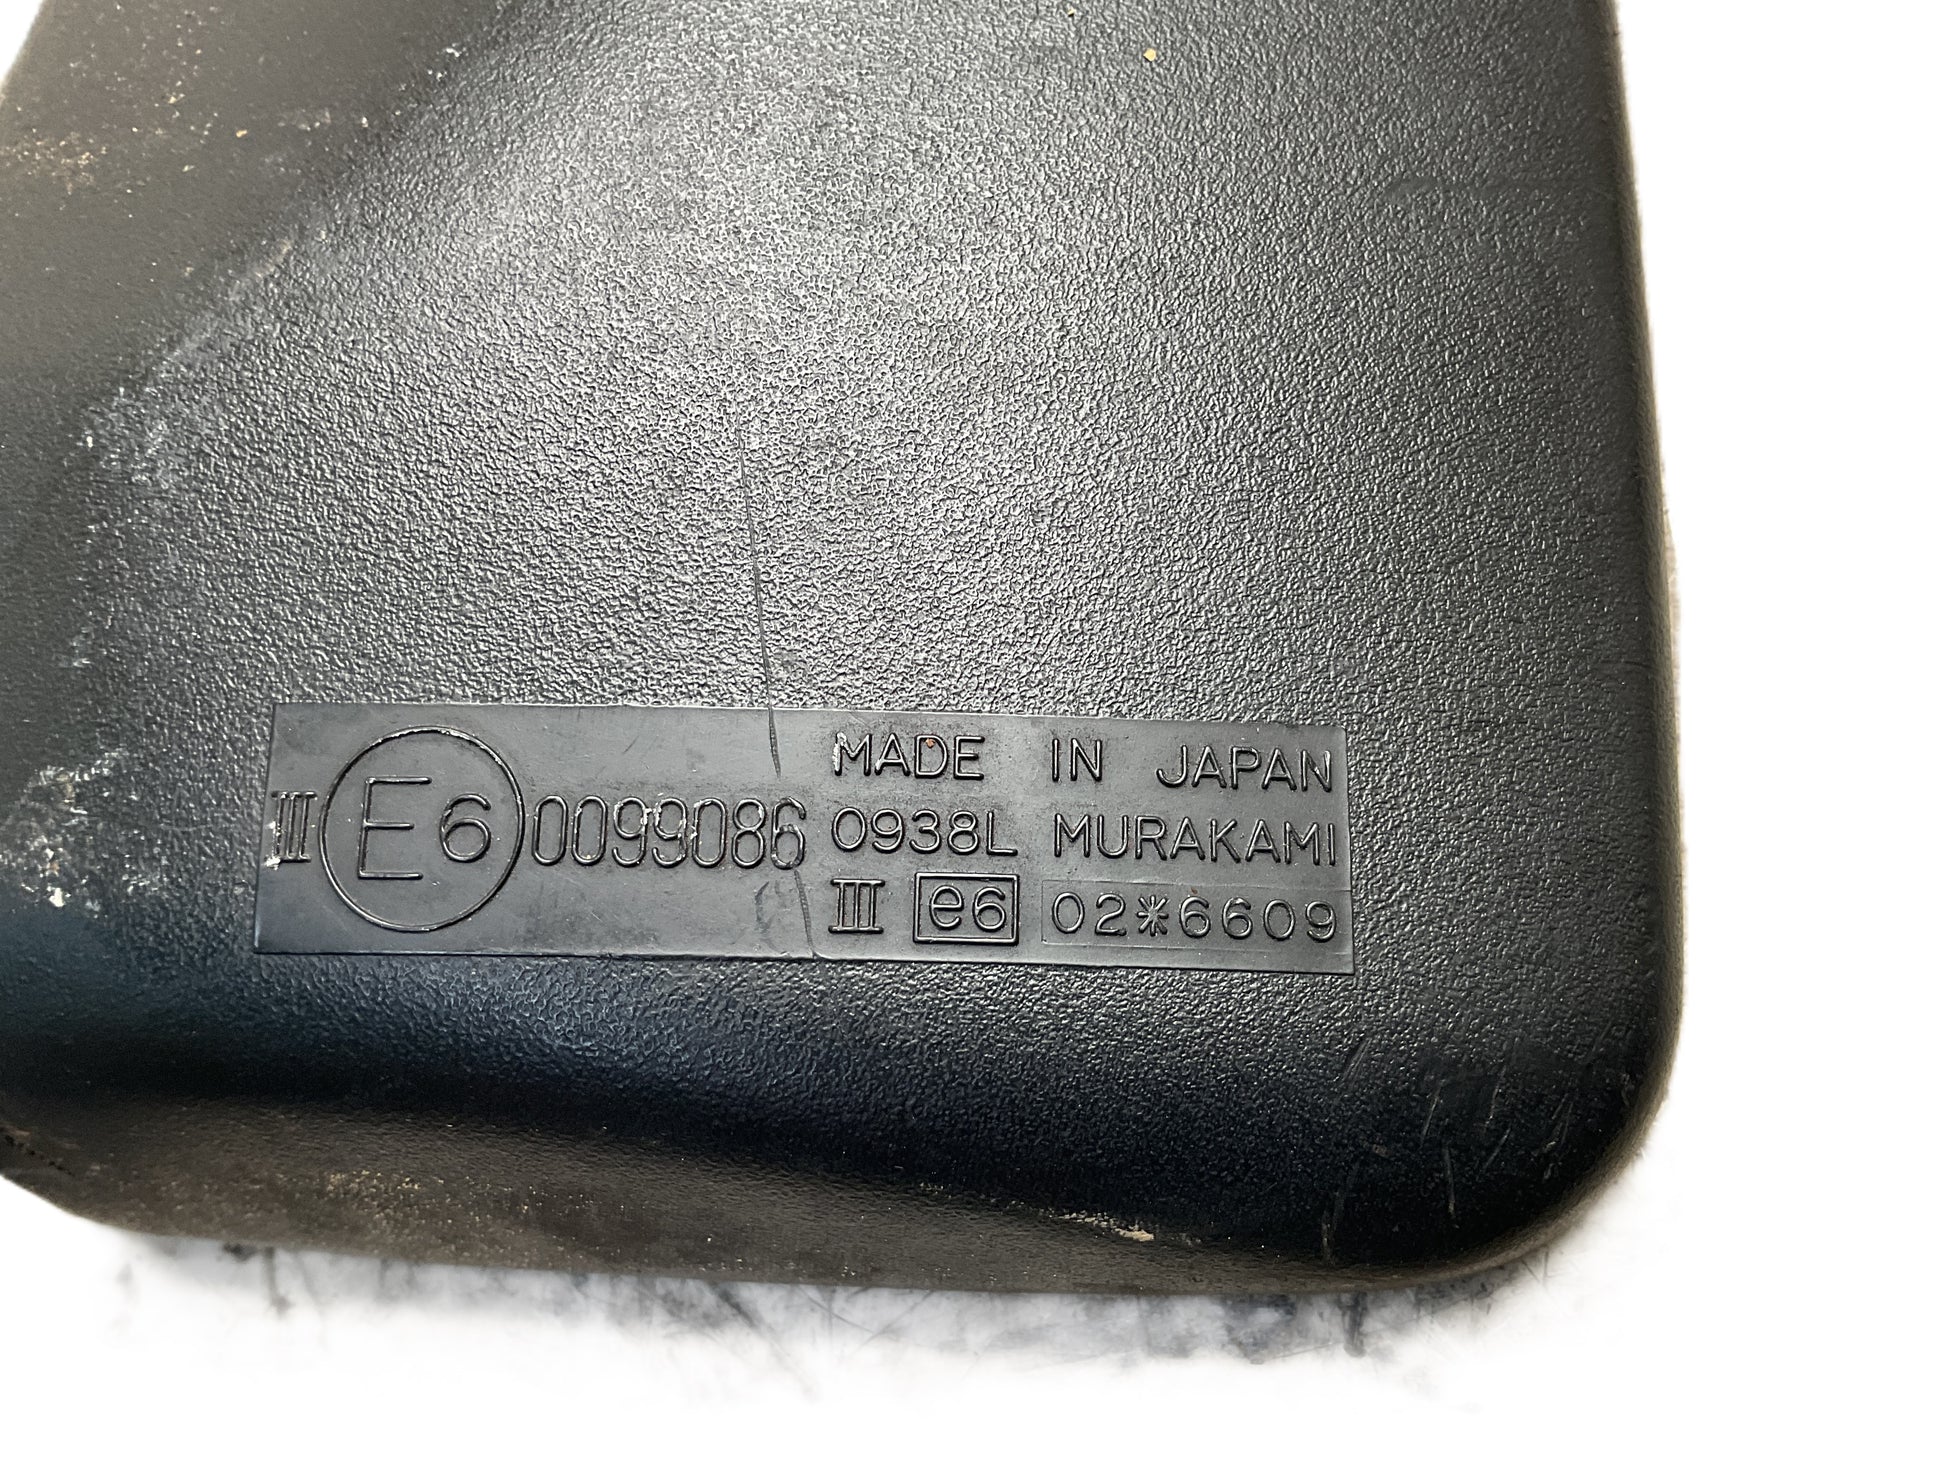 MADE IN JAPAN
III E6 0099086 0938L MURAKAMI
III e6 02*6609